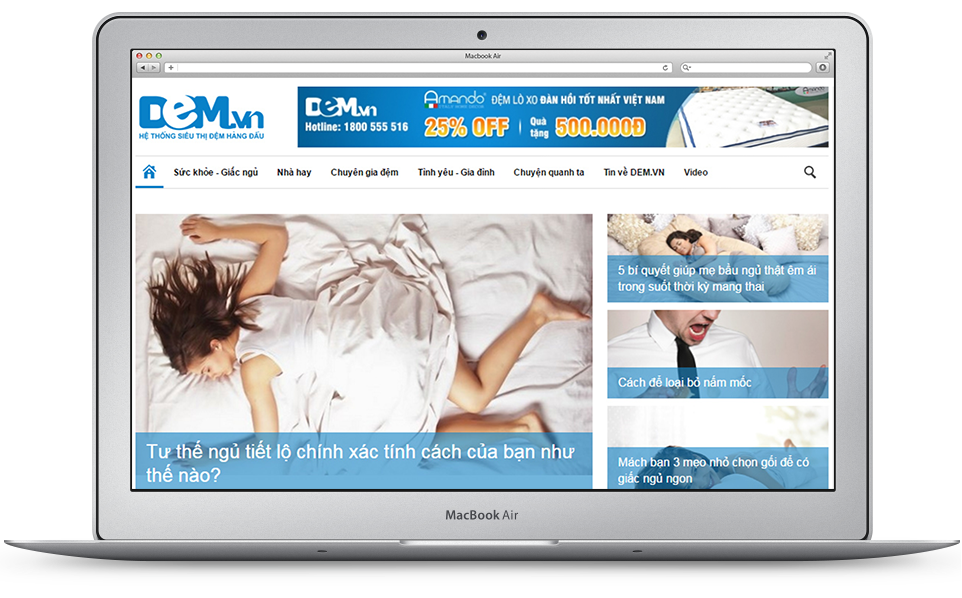 Macbook Air
DEM.vn
HỆ THỐNG SIÊU THỊ ĐỆM HÀNG ĐẦU
DEM.vn
Hotline: 1800 555 516
Amando
ĐỆM LÒ XO ĐÀN HỒI TỐT NHẤT VIỆT NAM
25% OFF
Quà
tặng
500.000Đ
Sức khỏe - Giấc ngủ Nhà hay Chuyên gia đệm Tình yêu - Gia đình Chuyện quanh ta Tin về DEM.VN Video
Tư thế ngủ tiết lộ chính xác tính cách của bạn như
thế nào?
5 bí quyết giúp mẹ bầu ngủ thật êm ái
trong suốt thời kỳ mang thai
Cách để loại bỏ nấm mốc
Mách bạn 3 mẹo nhỏ chọn gối để có
giấc ngủ ngon
MacBook Air